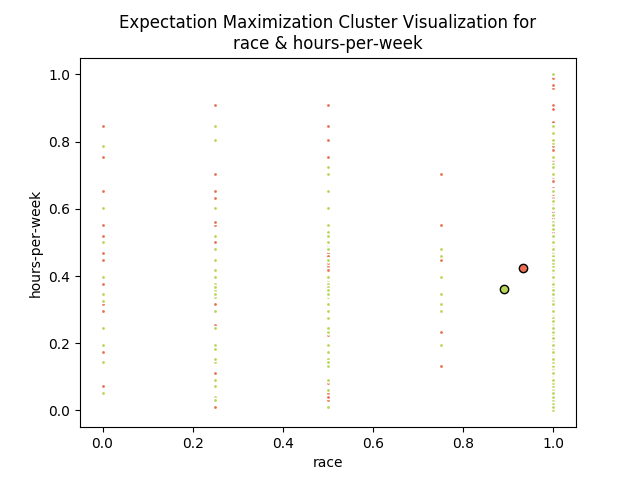 Expectation Maximization Cluster Visualization for
race & hours-per-week
1.0
0.8
0.6
0.4
0.2
0.0
hours-per-week
0.0 0.2 0.4 0.6 0.8 1.0
race